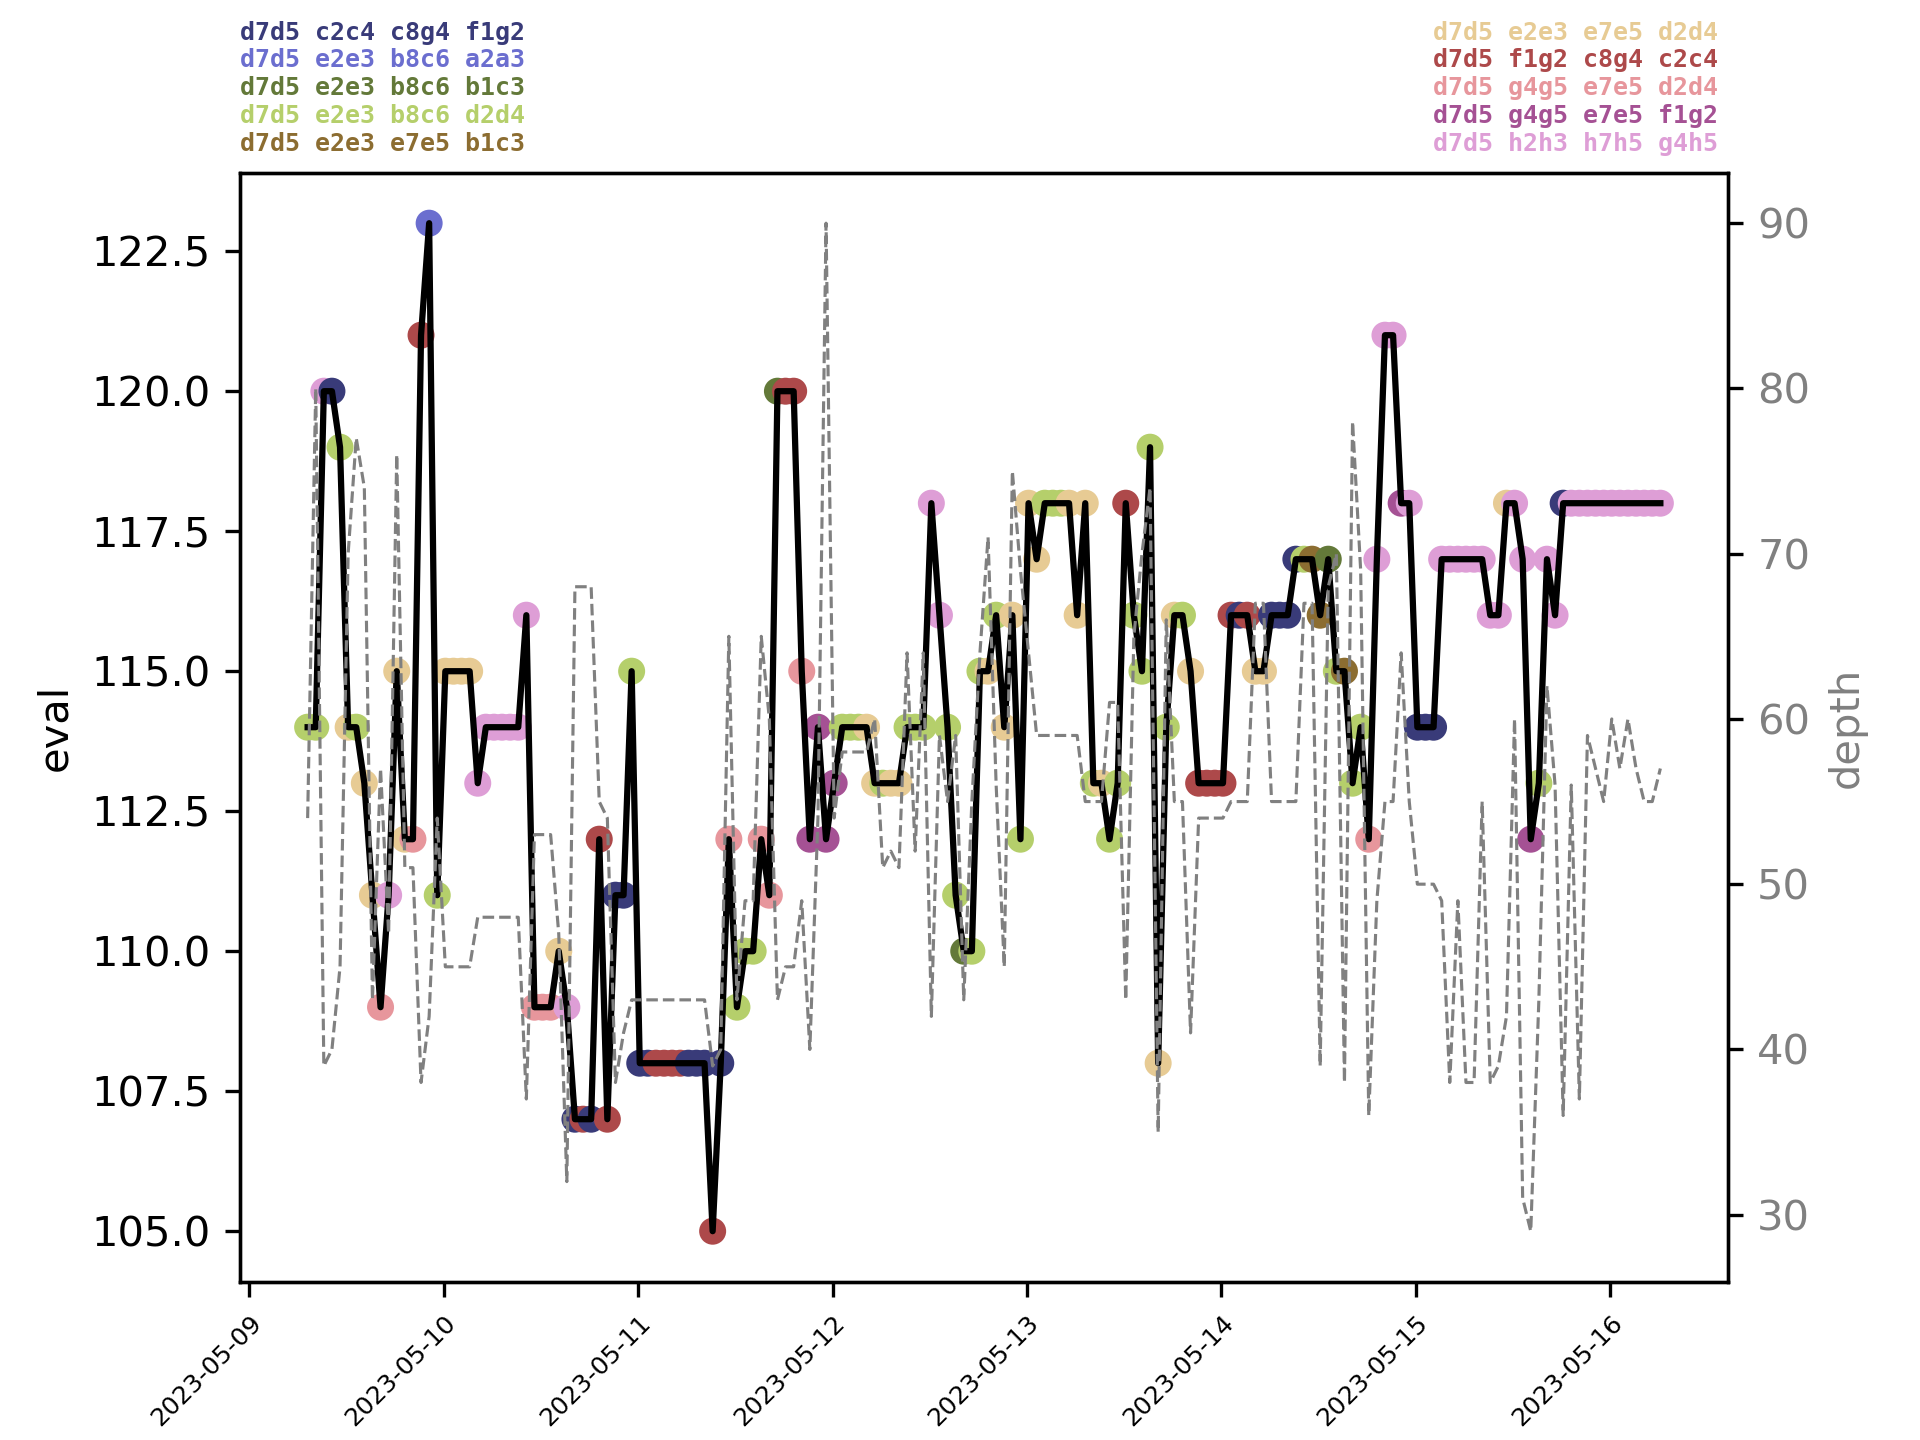 d7d5 c2c4 c8g4 f1g2
d7d5 e2e3 b8c6 a2a3
d7d5 e2e3 b8c6 b1c3
d7d5 e2e3 b8c6 d2d4
d7d5 e2e3 e7e5 b1c3
d7d5 e2e3 e7e5 d2d4
d7d5 f1g2 c8g4 c2c4
d7d5 g4g5 e7e5 d2d4
d7d5 g4g5 e7e5 f1g2
d7d5 h2h3 h7h5 g4h5
eval
122.5
120.0
117.5
115.0
112.5
110.0
107.5
105.0
90
80
70
60
50
40
30
depth
2023-05-09
2023-05-10
2023-05-11
2023-05-12
2023-05-13
2023-05-14
2023-05-15
2023-05-16